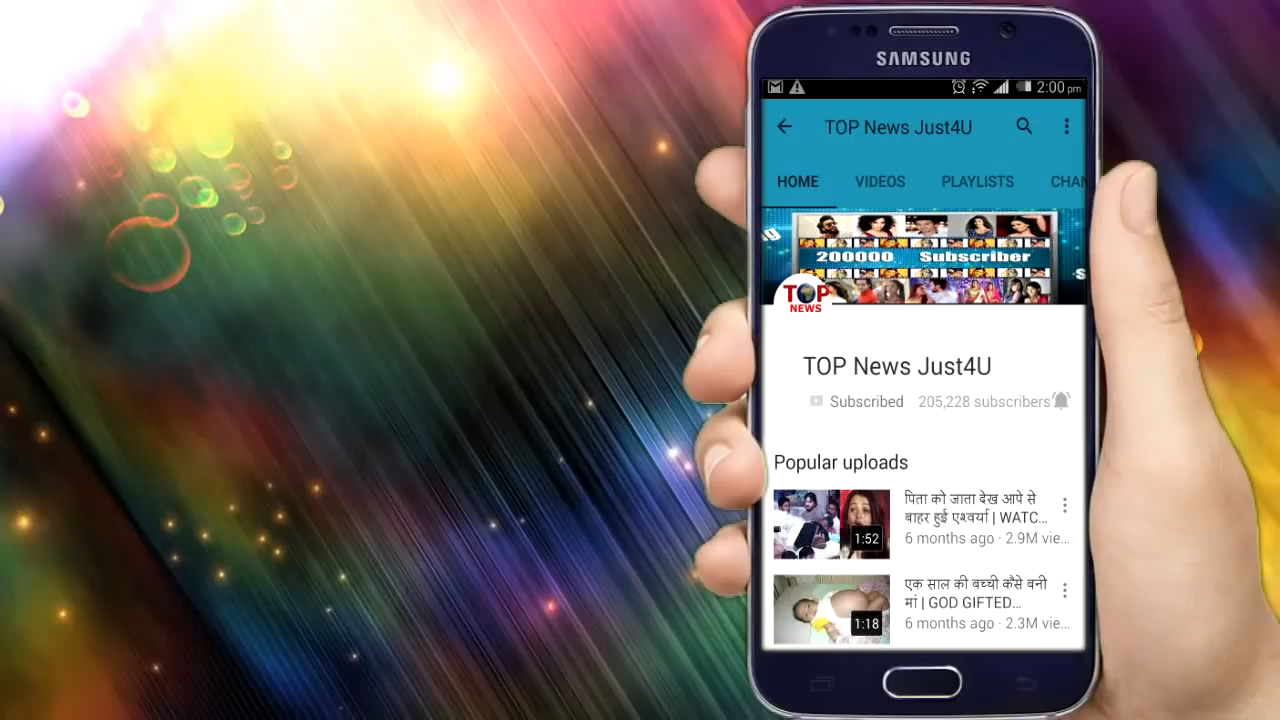 SAMSUNG
2:00 pm
TOP News Just4U
HOME VIDEOS PLAYLISTS CHAN
200000 Subscriber
TOP
NEWS
TOP News Just4U
Subscribed 205,228 subscribers
Popular uploads
पिता को जाता देख आपे से
बाहर हुई एश्वर्या | WATC...
1:52
6 months ago · 2.9M vie...
एक साल की बच्ची कैसे बनी
मां | GOD GIFTED...
1:18
6 months ago · 2.3M vie...